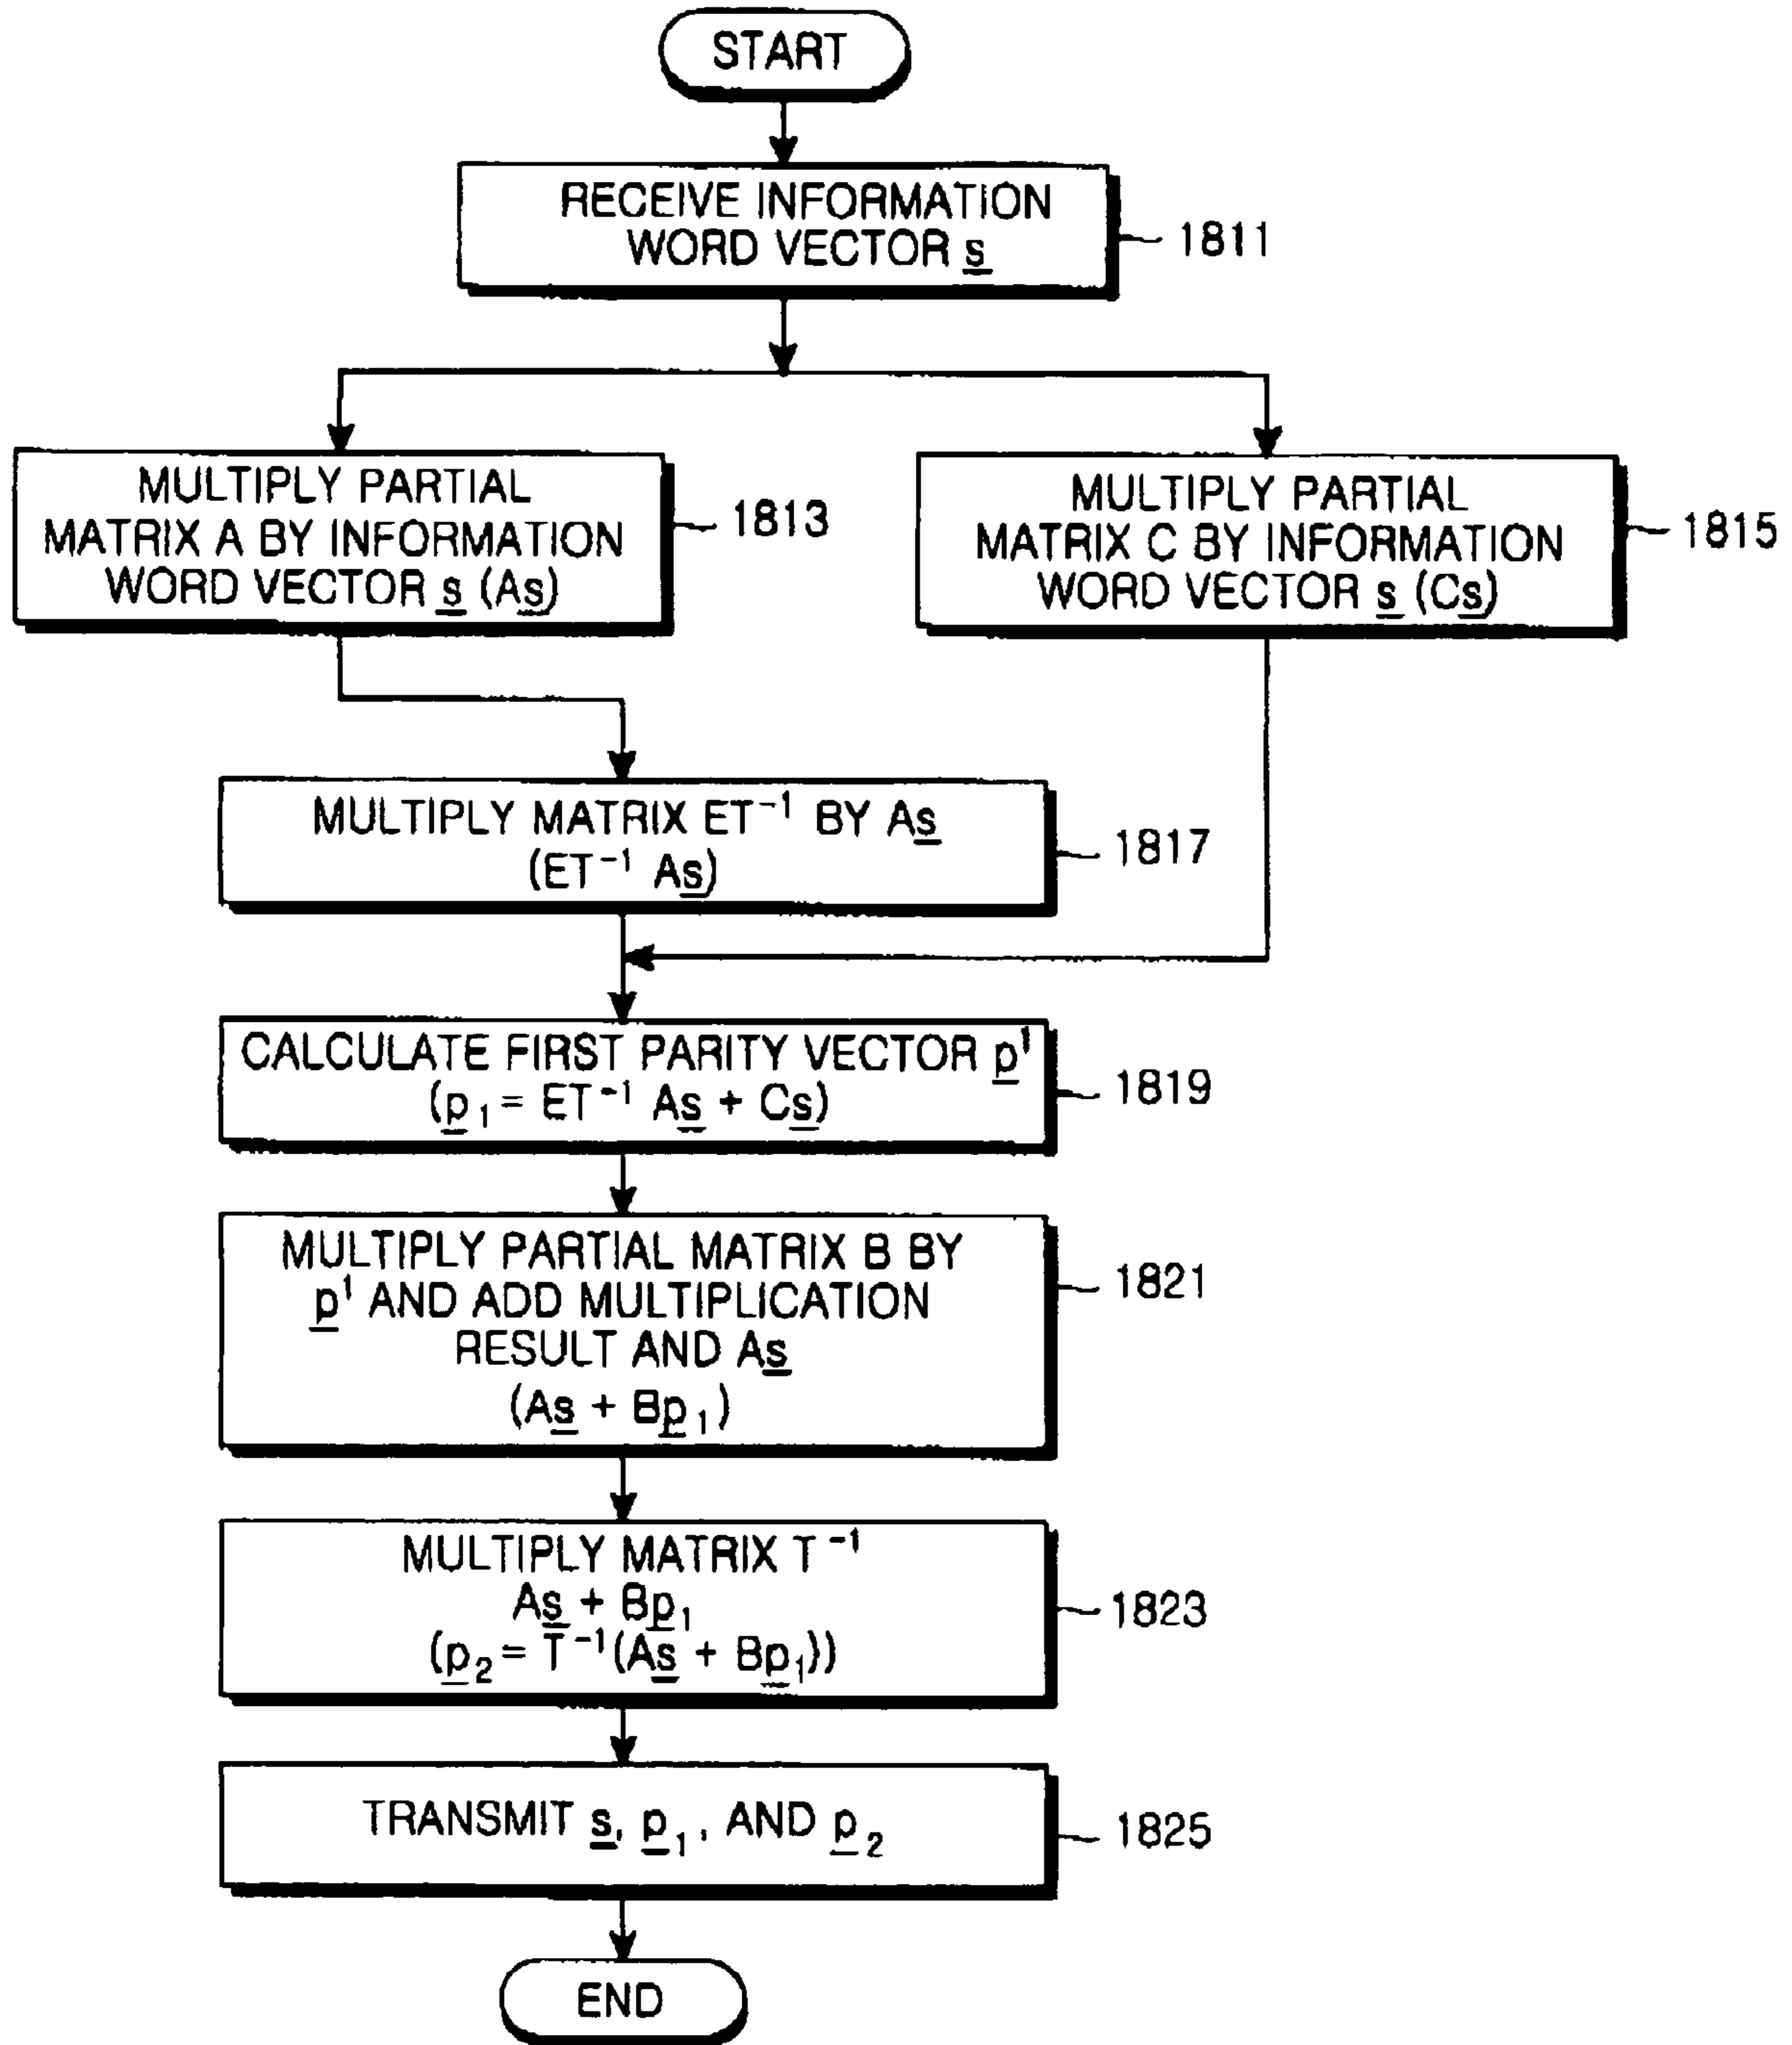 START
RECEIVE INFORMATION
WORD VECTOR s
1811
MULTIPLY PARTIAL
MATRIX A BY INFORMATION
WORD VECTOR s (As)
1813
MULTIPLY PARTIAL
MATRIX C BY INFORMATION
WORD VECTOR s (Cs)
1815
MULTIPLY MATRIX ET⁻¹ BY As
(ET⁻¹ As)
1817
CALCULATE FIRST PARITY VECTOR p¹
(p₁ = ET⁻¹ As + Cs)
1819
MULTIPLY PARTIAL MATRIX B BY
p¹ AND ADD MULTIPLICATION
RESULT AND As
(As + Bp₁)
1821
MULTIPLY MATRIX T⁻¹
As + Bp₁
(p₂ = T⁻¹(As + Bp₁))
1823
TRANSMIT s, p₁, AND p₂
1825
END